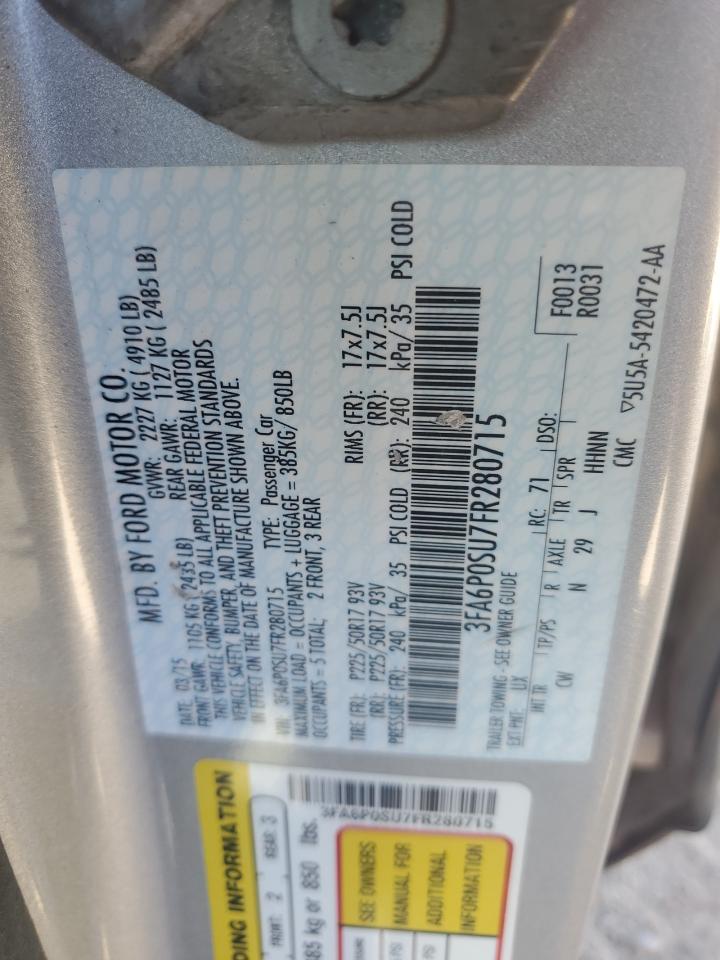 MFD. BY FORD MOTOR CO.
DATE: 03/15 GVWR: 2227 KG ( 4910 LB)
FRONT GAWR: 1105 KG ( 2435 LB) REAR GAWR: 1127 KG ( 2485 LB)
THIS VEHICLE CONFORMS TO ALL APPLICABLE FEDERAL MOTOR
VEHICLE SAFETY, BUMPER, AND THEFT PREVENTION STANDARDS
IN EFFECT ON THE DATE OF MANUFACTURE SHOWN ABOVE.
VIN: 3FA6P0SU7FR280715 TYPE: Passenger Car
MAXIMUM LOAD = OCCUPANTS + LUGGAGE = 385KG/ 850LB
OCCUPANTS = 5 TOTAL; 2 FRONT, 3 REAR
TIRE (FR): P225/50R17 93V RIMS (FR): 17x7.5J
(RR): P225/50R17 93V (RR): 17x7.5J
PRESSURE (FR): 240 kPa/ 35 PSI COLD (RR): 240 kPa/ 35 PSI COLD
3FA6P0SU7FR280715
TRAILER TOWING - SEE OWNER GUIDE
EXT PNT: UX RC: 71 DSO:
F0013
R0031
INT TR TP/PS R AXLE TR SPR
CW N 29 J HHNN
CMC ▽5U5A-5420472-AA
DING INFORMATION
FRONT: 2 REAR: 3
385 kg or 850 lbs.
3FA6P0SU7FR280715
SEE OWNERS
MANUAL FOR
ADDITIONAL
INFORMATION